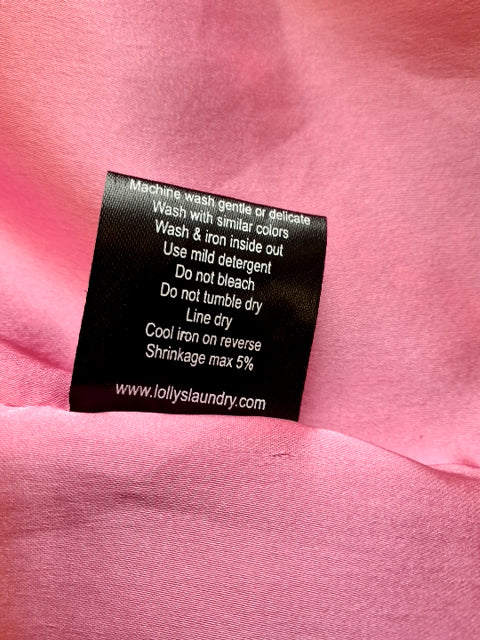 Machine wash gentle or delicate
Wash with similar colors
Wash & iron inside out
Use mild detergent
Do not bleach
Do not tumble dry
Line dry
Cool iron on reverse
Shrinkage max 5%
www.lollyslaundry.com